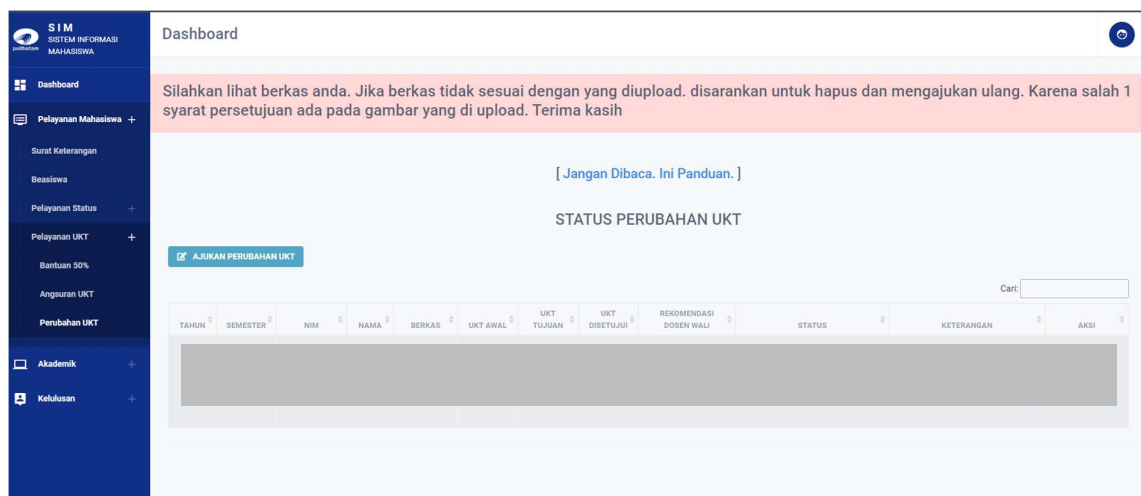 SIM
SISTEM INFORMASI
MAHASISWA
polibatam
Dashboard
Dashboard
Pelayanan Mahasiswa +
Surat Keterangan
Beasiswa
Pelayanan Status +
Pelayanan UKT +
Bantuan 50%
Angsuran UKT
Perubahan UKT
Akademik +
Kelulusan +
Silahkan lihat berkas anda. Jika berkas tidak sesuai dengan yang diupload. disarankan untuk hapus dan mengajukan ulang. Karena salah 1
syarat persetujuan ada pada gambar yang di upload. Terima kasih
[ Jangan Dibaca. Ini Panduan. ]
STATUS PERUBAHAN UKT
AJUKAN PERUBAHAN UKT
Cari:
TAHUN SEMESTER NIM NAMA BERKAS UKT AWAL UKT TUJUAN UKT DISETUJUI REKOMENDASI DOSEN WALI STATUS KETERANGAN AKSI